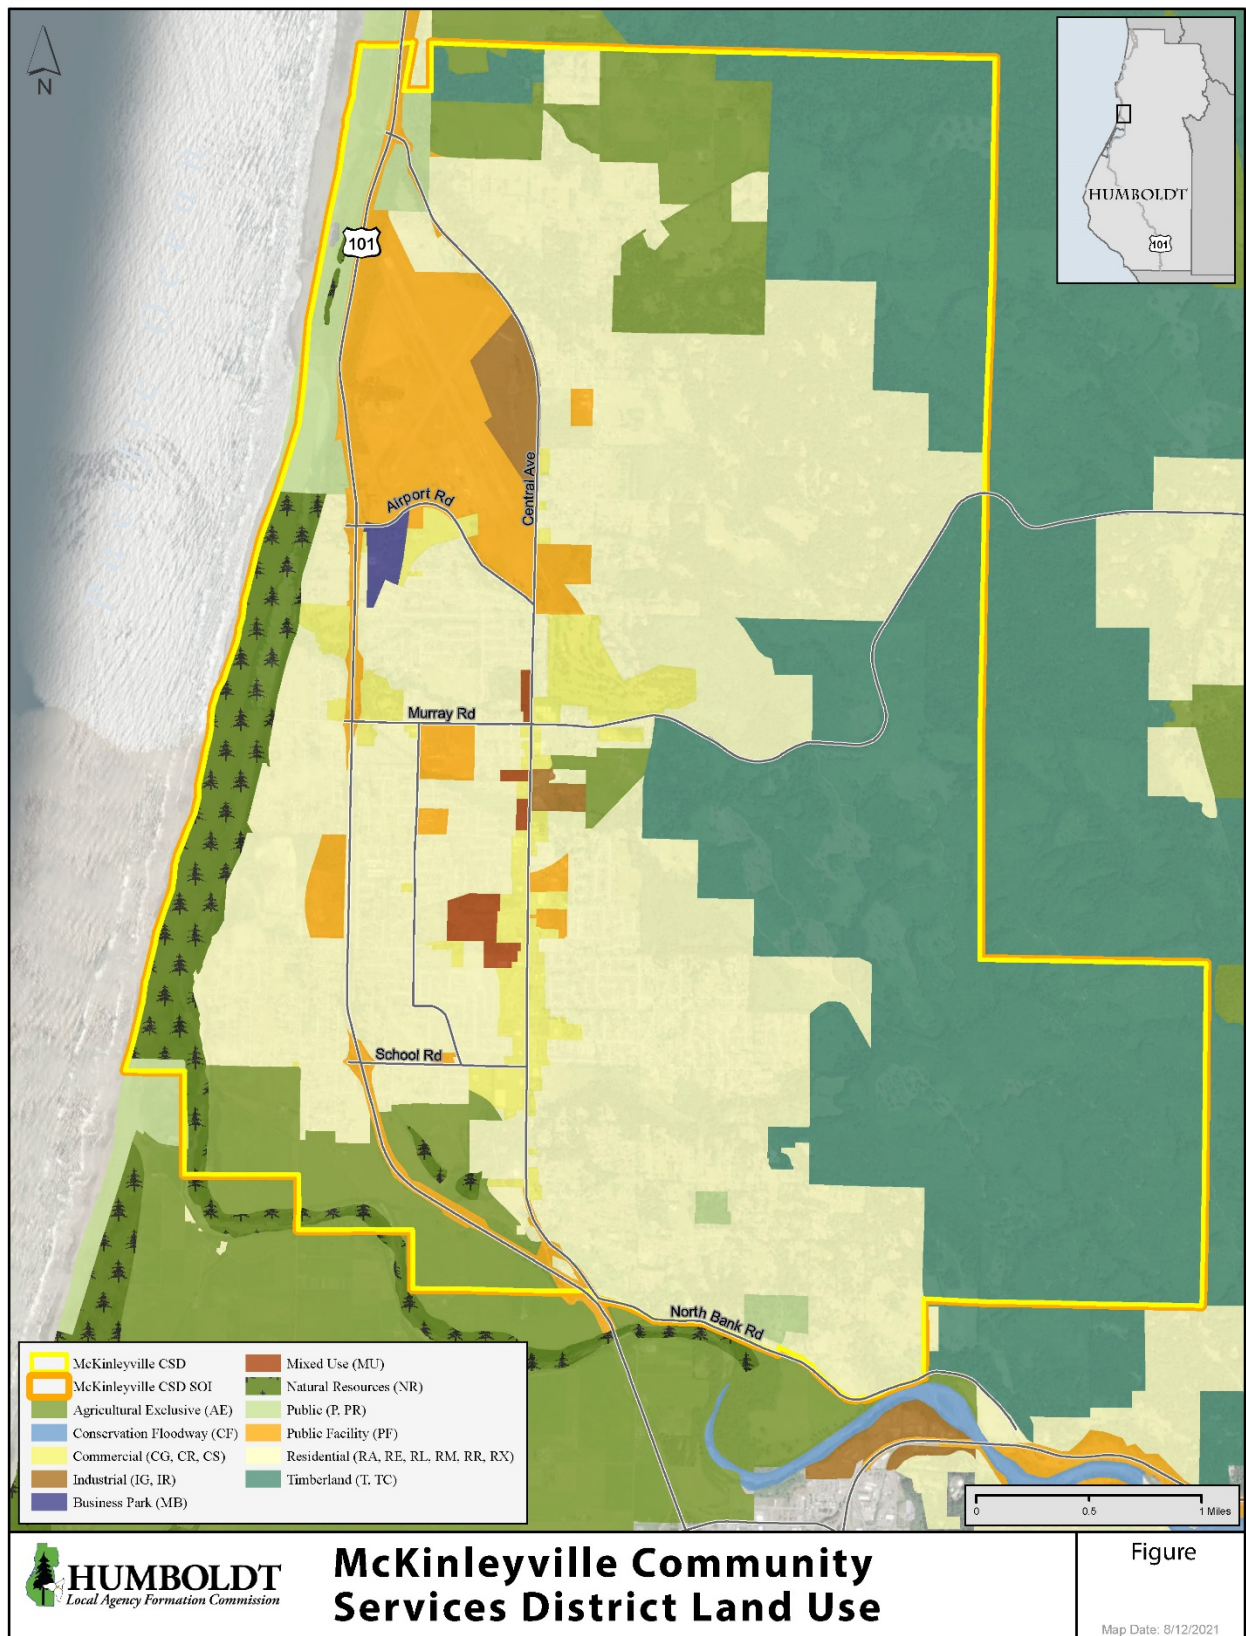 N
PACIFIC OCEAN
HUMBOLDT
101
101
Airport Rd
Central Ave
Murray Rd
School Rd
North Bank Rd
McKinleyville CSD
McKinleyville CSD SOI
Agricultural Exclusive (AE)
Conservation Floodway (CF)
Commercial (CG, CR, CS)
Industrial (IG, IR)
Business Park (MB)
Mixed Use (MU)
Natural Resources (NR)
Public (P, PR)
Public Facility (PF)
Residential (RA, RE, RL, RM, RR, RX)
Timberland (T, TC)
0 0.5 1 Miles
HUMBOLDT
Local Agency Formation Commission
McKinleyville Community
Services District Land Use
Figure
Map Date: 8/12/2021